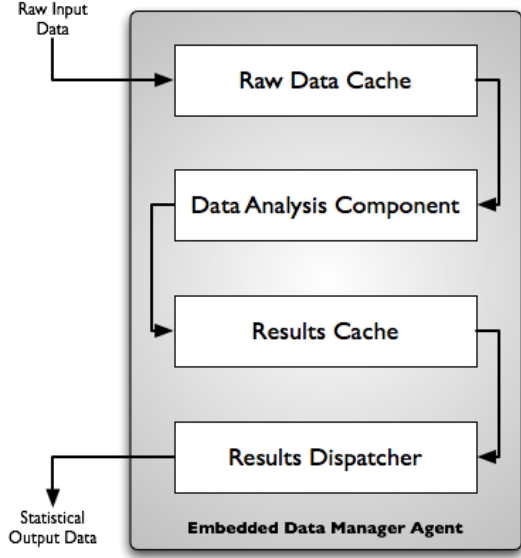 Raw Input
Data
Raw Data Cache
Data Analysis Component
Results Cache
Results Dispatcher
Statistical
Output Data
Embedded Data Manager Agent